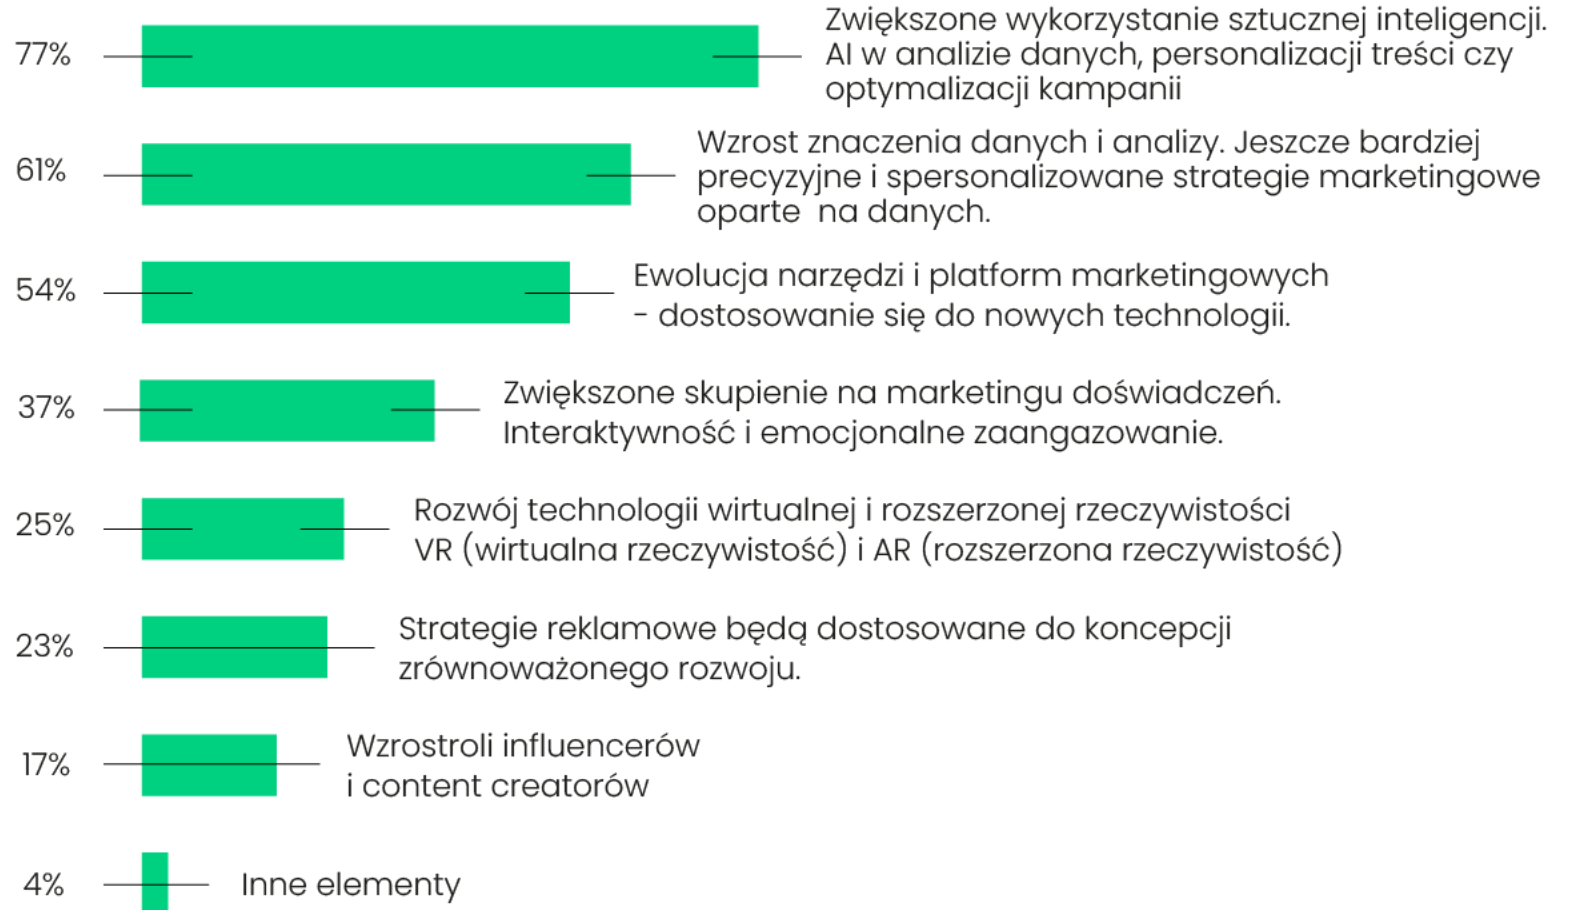 77%
Zwiększone wykorzystanie sztucznej inteligencji.
AI w analizie danych, personalizacji treści czy
optymalizacji kampanii
61%
Wzrost znaczenia danych i analizy. Jeszcze bardziej
precyzyjne i spersonalizowane strategie marketingowe
oparte  na danych.
54%
Ewolucja narzędzi i platform marketingowych
- dostosowanie się do nowych technologii.
37%
Zwiększone skupienie na marketingu doświadczeń.
Interaktywność i emocjonalne zaangazowanie.
25%
Rozwój technologii wirtualnej i rozszerzonej rzeczywistości
VR (wirtualna rzeczywistość) i AR (rozszerzona rzeczywistość)
23%
Strategie reklamowe będą dostosowane do koncepcji
zrównoważonego rozwoju.
17%
Wzrostroli influencerów
i content creatorów
4%
Inne elementy